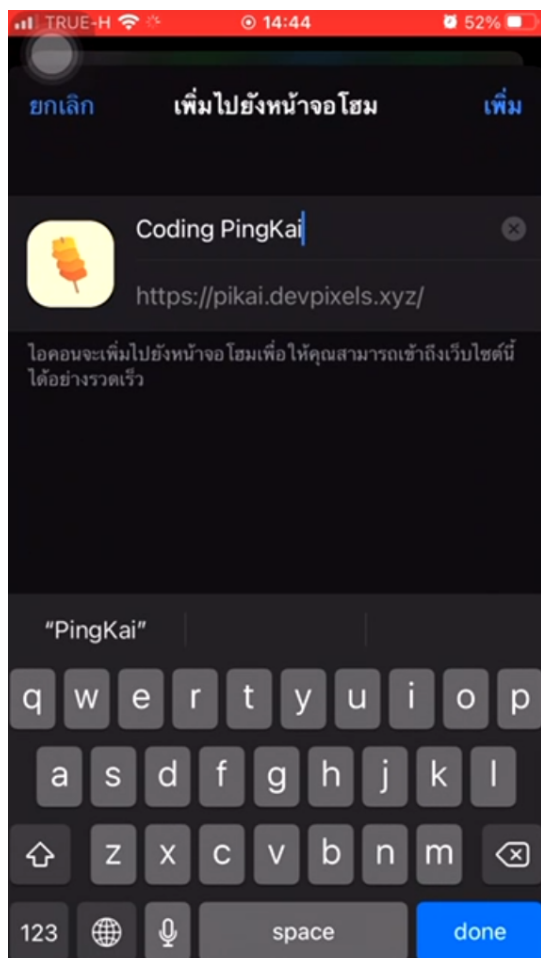 TRUE-H 14:44 52%
ยกเลิก เพิ่มไปยังหน้าจอโฮม เพิ่ม
Coding PingKai
https://pikai.devpixels.xyz/
ไอคอนจะเพิ่มไปยังหน้าจอโฮมเพื่อให้คุณสามารถเข้าถึงเว็บไซต์นี้
ได้อย่างรวดเร็ว
“PingKai”
q w e r t y u i o p
a s d f g h j k l
z x c v b n m
123 space done